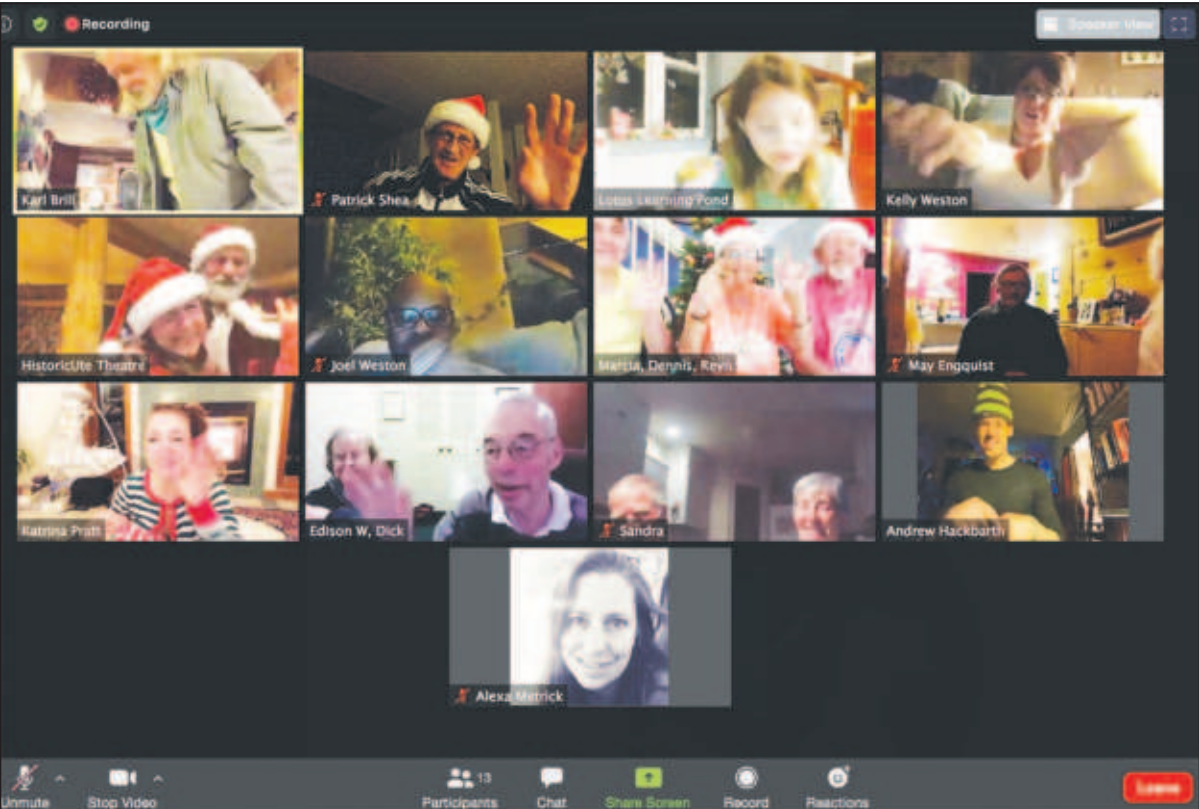 Recording
Speaker View
Karl Brill
Patrick Shea
Lotus Learning Pond
Kelly Weston
HistoricUte Theatre
Joel Weston
Marcia, Dennis, Revn
May Engquist
Katrina Pratt
Edison W, Dick
Sandra
Andrew Hackbarth
Alexa Metrick
Unmute
Stop Video
Participants 13
Chat
Share Screen
Record
Reactions
Leave